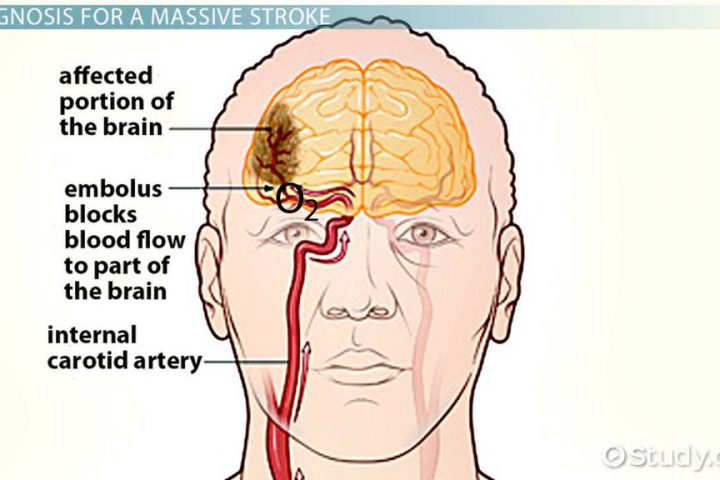 GNOSIS FOR A MASSIVE STROKE
affected
portion of
the brain
embolus
blocks
blood flow
to part of
the brain
O₂
internal
carotid artery
Study.c